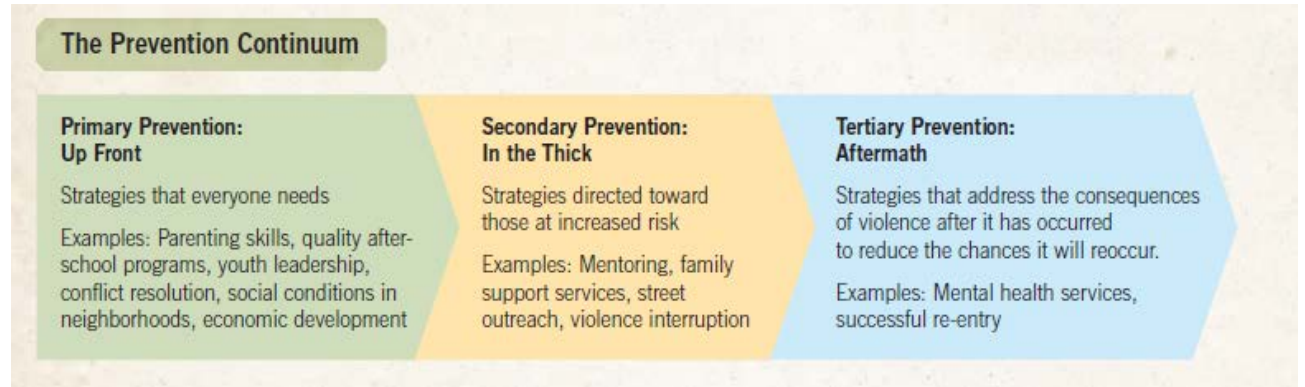 The Prevention Continuum
Primary Prevention:
Up Front
Strategies that everyone needs
Examples: Parenting skills, quality after-
school programs, youth leadership,
conflict resolution, social conditions in
neighborhoods, economic development
Secondary Prevention:
In the Thick
Strategies directed toward
those at increased risk
Examples: Mentoring, family
support services, street
outreach, violence interruption
Tertiary Prevention:
Aftermath
Strategies that address the consequences
of violence after it has occurred
to reduce the chances it will reoccur.
Examples: Mental health services,
successful re-entry